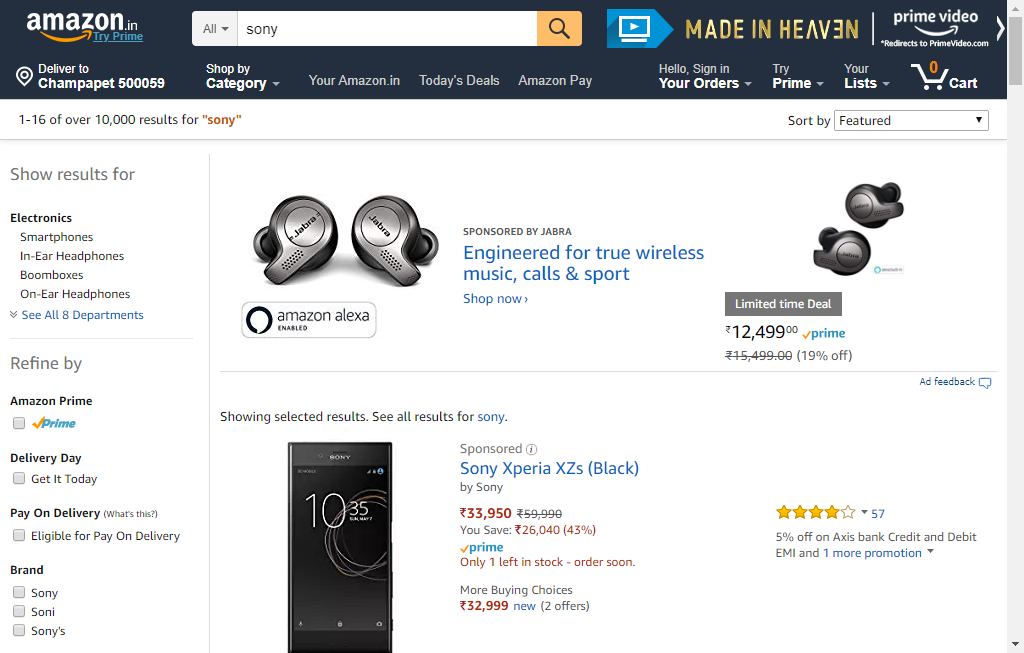 amazon.in
Try Prime
All
sony
MADE IN HEAVEN
prime video
*Redirects to PrimeVideo.com
Deliver to
Champapet 500059
Shop by
Category
Your Amazon.in
Today's Deals
Amazon Pay
Hello, Sign in
Your Orders
Try
Prime
Your
Lists
0
Cart
1-16 of over 10,000 results for "sony"
Sort by Featured
Show results for
Electronics
Smartphones
In-Ear Headphones
Boomboxes
On-Ear Headphones
See All 8 Departments
Refine by
Amazon Prime
Prime
Delivery Day
Get It Today
Pay On Delivery (What's this?)
Eligible for Pay On Delivery
Brand
Sony
Soni
Sony's
Jabra
Jabra
amazon alexa
ENABLED
SPONSORED BY JABRA
Engineered for true wireless
music, calls & sport
Shop now ›
Jabra
Jabra
Limited time Deal
₹12,49900 prime
₹15,499.00 (19% off)
Ad feedback
Showing selected results. See all results for sony.
SONY
10:35
SUN, MAY 7
Sponsored
Sony Xperia XZs (Black)
by Sony
₹33,950 ₹59,990
You Save: ₹26,040 (43%)
prime
Only 1 left in stock - order soon.
More Buying Choices
₹32,999 new (2 offers)
57
5% off on Axis bank Credit and Debit
EMI and 1 more promotion